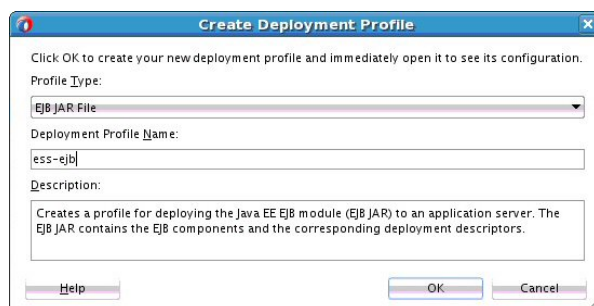 Create Deployment Profile
Click OK to create your new deployment profile and immediately open it to see its configuration.
Profile Type:
EJB JAR File
Deployment Profile Name:
ess-ejb
Description:
Creates a profile for deploying the Java EE EJB module (EJB JAR) to an application server. The
EJB JAR contains the EJB components and the corresponding deployment descriptors.
Help
OK
Cancel